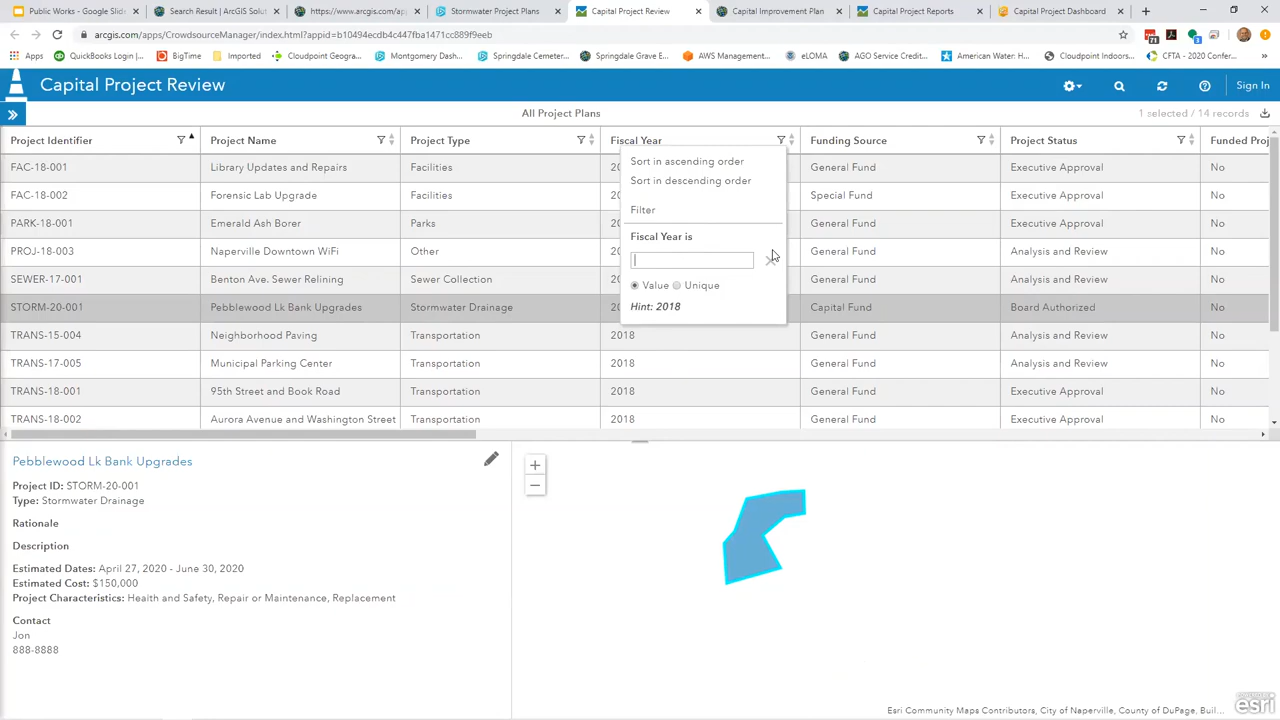 Public Works - Google Slid
Search Result | ArcGIS Solut
https://www.arcgis.com/ap
Stormwater Project Plans
Capital Project Review
Capital Improvement Plan
Capital Project Reports
Capital Project Dashboard
arcgis.com/apps/CrowdsourceManager/index.html?appid=b10494ecdb4c447fba1471cc889ef9eb
QuickBooks Login |...
BigTime
Imported
Cloudpoint Geogra...
Montgomery Dash...
Springdale Cemeter...
Springdale Grave E...
AWS Management...
eLOMA
AGO Service Credit...
American Water: H...
Cloudpoint Indoors...
CFTA - 2020 Confer...
Capital Project Review
Sign In
All Project Plans
1 selected / 14 records
Project Identifier Project Name Project Type Fiscal Year Funding Source Project Status Funded Proj
FAC-18-001 Library Updates and Repairs Facilities 20 General Fund Executive Approval No
FAC-18-002 Forensic Lab Upgrade Facilities 20 Special Fund Executive Approval No
PARK-18-001 Emerald Ash Borer Parks 20 General Fund Executive Approval No
PROJ-18-003 Naperville Downtown WiFi Other 20 General Fund Analysis and Review No
SEWER-17-001 Benton Ave. Sewer Relining Sewer Collection 20 General Fund Analysis and Review No
STORM-20-001 Pebblewood Lk Bank Upgrades Stormwater Drainage 20 Capital Fund Board Authorized No
TRANS-15-004 Neighborhood Paving Transportation 2018 General Fund Analysis and Review No
TRANS-17-005 Municipal Parking Center Transportation 2018 General Fund Analysis and Review No
TRANS-18-001 95th Street and Book Road Transportation 2018 General Fund Executive Approval No
TRANS-18-002 Aurora Avenue and Washington Street Transportation 2018 General Fund Executive Approval No
Sort in ascending order
Sort in descending order
Filter
Fiscal Year is
Value Unique
Hint: 2018
Pebblewood Lk Bank Upgrades
Project ID: STORM-20-001
Type: Stormwater Drainage
Rationale
Description
Estimated Dates: April 27, 2020 - June 30, 2020
Estimated Cost: $150,000
Project Characteristics: Health and Safety, Repair or Maintenance, Replacement
Contact
Jon
888-8888
Esri Community Maps Contributors, City of Naperville, County of DuPage, Buil...
esri